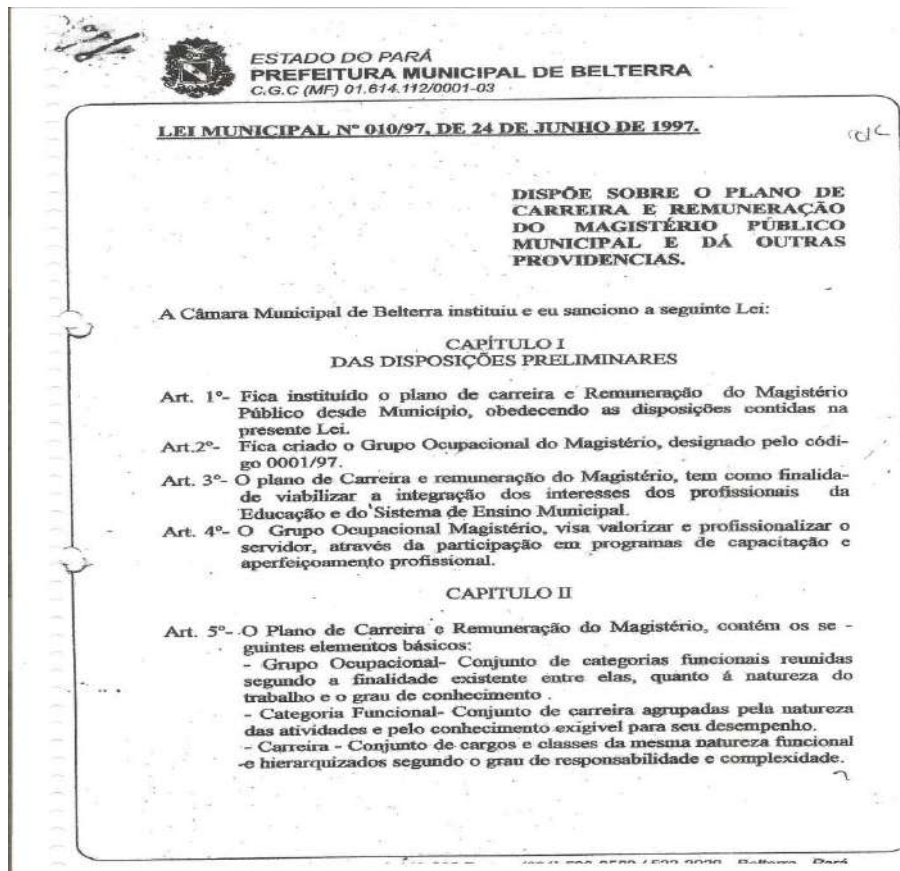 ESTADO DO PARÁ
PREFEITURA MUNICIPAL DE BELTERRA
C.G.C (MF) 01.614.112/0001-03
LEI MUNICIPAL Nº 010/97, DE 24 DE JUNHO DE 1997.
DISPÕE SOBRE O PLANO DE
CARREIRA E REMUNERAÇÃO
DO MAGISTÉRIO PÚBLICO
MUNICIPAL E DÁ OUTRAS
PROVIDENCIAS.
A Câmara Municipal de Belterra instituiu e eu sanciono a seguinte Lei:
CAPÍTULO I
DAS DISPOSIÇÕES PRELIMINARES
Art. 1º- Fica instituído o plano de carreira e Remuneração do Magistério
Público desde Município, obedecendo as disposições contidas na
presente Lei.
Art.2º- Fica criado o Grupo Ocupacional do Magistério, designado pelo códi-
go 0001/97.
Art. 3º- O plano de Carreira e remuneração do Magistério, tem como finalida-
de viabilizar a integração dos interesses dos profissionais da
Educação e do Sistema de Ensino Municipal.
Art. 4º- O Grupo Ocupacional Magistério, visa valorizar e profissionalizar o
servidor, através da participação em programas de capacitação e
aperfeiçoamento profissional.
CAPITULO II
Art. 5º- O Plano de Carreira e Remuneração do Magistério, contém os se -
guintes elementos básicos:
- Grupo Ocupacional- Conjunto de categorias funcionais reunidas
segundo a finalidade existente entre elas, quanto á natureza do
trabalho e o grau de conhecimento .
- Categoria Funcional- Conjunto de carreira agrupadas pela natureza
das atividades e pelo conhecimento exigivel para seu desempenho.
- Carreira - Conjunto de cargos e classes da mesma natureza funcional
e hierarquizados segundo o grau de responsabilidade e complexidade.
Belterra - Pará